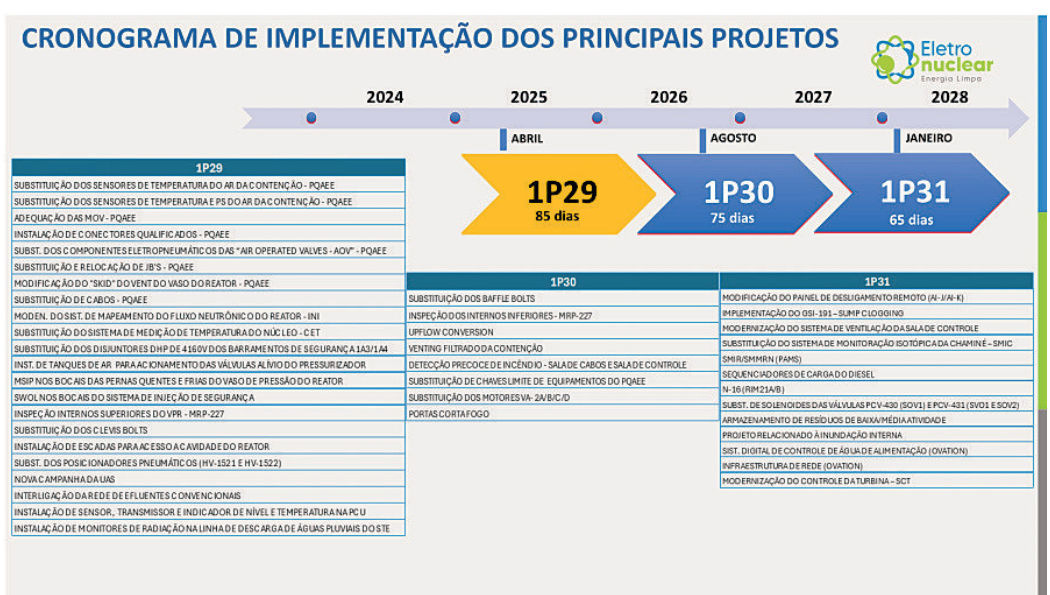 CRONOGRAMA DE IMPLEMENTAÇÃO DOS PRINCIPAIS PROJETOS
Eletro
nuclear
Energia Limpa
2024 2025 2026 2027 2028
ABRIL AGOSTO JANEIRO
1P29
85 dias
1P30
75 dias
1P31
65 dias
1P29
SUBSTITUIÇÃO DOS SENSORES DE TEMPERATURA DO AR DA CONTENÇÃO - PQAEE
SUBSTITUIÇÃO DOS SENSORES DE TEMPERATURA E PS DO AR DA CONTENÇÃO - PQAEE
ADEQUAÇÃO DAS MOV - PQAEE
INSTALAÇÃO DE CONECTORES QUALIFICADOS - PQAEE
SUBST. DOS COMPONENTES ELETROPNEUMÁTICOS DAS "AIR OPERATED VALVES - AOV" - PQAEE
SUBSTITUIÇÃO E RELOCAÇÃO DE JB'S - PQAEE
MODIFICAÇÃO DO "SKID" DO VENT DO VASO DO REATOR - PQAEE
SUBSTITUIÇÃO DE CABOS - PQAEE
MODEN. DO SIST. DE MAPEAMENTO DO FLUXO NEUTRÔNICO DO REATOR - INI
SUBSTITUIÇÃO DO SISTEMA DE MEDIÇÃO DE TEMPERATURA DO NÚCLEO - CET
SUBSTITUIÇÃO DOS DISJUNTORES DHP DE 4160V DOS BARRAMENTOS DE SEGURANÇA 1A3/1A4
INST. DE TANQUES DE AR PARA ACIONAMENTO DAS VÁLVULAS ALÍVIO DO PRESSURIZADOR
MSIP NOS BOCAIS DAS PERNAS QUENTES E FRIAS DO VASO DE PRESSÃO DO REATOR
SWOL NOS BOCAIS DO SISTEMA DE INJEÇÃO DE SEGURANÇA
INSPEÇÃO INTERNOS SUPERIORES DO VPR - MRP-227
SUBSTITUIÇÃO DOS CLEVIS BOLTS
INSTALAÇÃO DE ESCADAS PARA ACESSO A CAVIDADE DO REATOR
SUBST. DOS POSICIONADORES PNEUMÁTICOS (HV-1521 E HV-1522)
NOVA CAMPANHA DA UAS
INTERLIGAÇÃO DA REDE DE EFLUENTES CONVENCIONAIS
INSTALAÇÃO DE SENSOR, TRANSMISSOR E INDICADOR DE NÍVEL E TEMPERATURA NA PCU
INSTALAÇÃO DE MONITORES DE RADIAÇÃO NA LINHA DE DESCARGA DE ÁGUAS PLUVIAIS DO STE
1P30
SUBSTITUIÇÃO DOS BAFFLE BOLTS
INSPEÇÃO DOS INTERNOS INFERIORES - MRP-227
UPFLOW CONVERSION
VENTING FILTRADO DA CONTENÇÃO
DETECÇÃO PRECOCE DE INCÊNDIO - SALA DE CABOS E SALA DE CONTROLE
SUBSTITUIÇÃO DE CHAVES LIMITE DE EQUIPAMENTOS DO PQAEE
SUBSTITUIÇÃO DOS MOTORES VA- 2A/B/C/D
PORTAS CORTA FOGO
1P31
MODIFICAÇÃO DO PAINEL DE DESLIGAMENTO REMOTO (AI-J/AI-K)
IMPLEMENTAÇÃO DO GSI-191 – SUMP CLOGGING
MODERNIZAÇÃO DO SISTEMA DE VENTILAÇÃO DA SALA DE CONTROLE
SUBSTITUIÇÃO DO SISTEMA DE MONITORAÇÃO ISOTÓPICA DA CHAMINÉ – SMIC
SMIR/SMMRN (PAMS)
SEQUENCIADORES DE CARGA DO DIESEL
N-16 (RIM21A/B)
SUBST. DE SOLENOIDES DAS VÁLVULAS PCV-430 (SOV1) E PCV-431 (SVO1 E SOV2)
ARMAZENAMENTO DE RESÍDUOS DE BAIXA/MÉDIA ATIVIDADE
PROJETO RELACIONADO À INUNDAÇÃO INTERNA
SIST. DIGITAL DE CONTROLE DE ÁGUA DE ALIMENTAÇÃO (OVATION)
INFRAESTRUTURA DE REDE (OVATION)
MODERNIZAÇÃO DO CONTROLE DA TURBINA – SCT